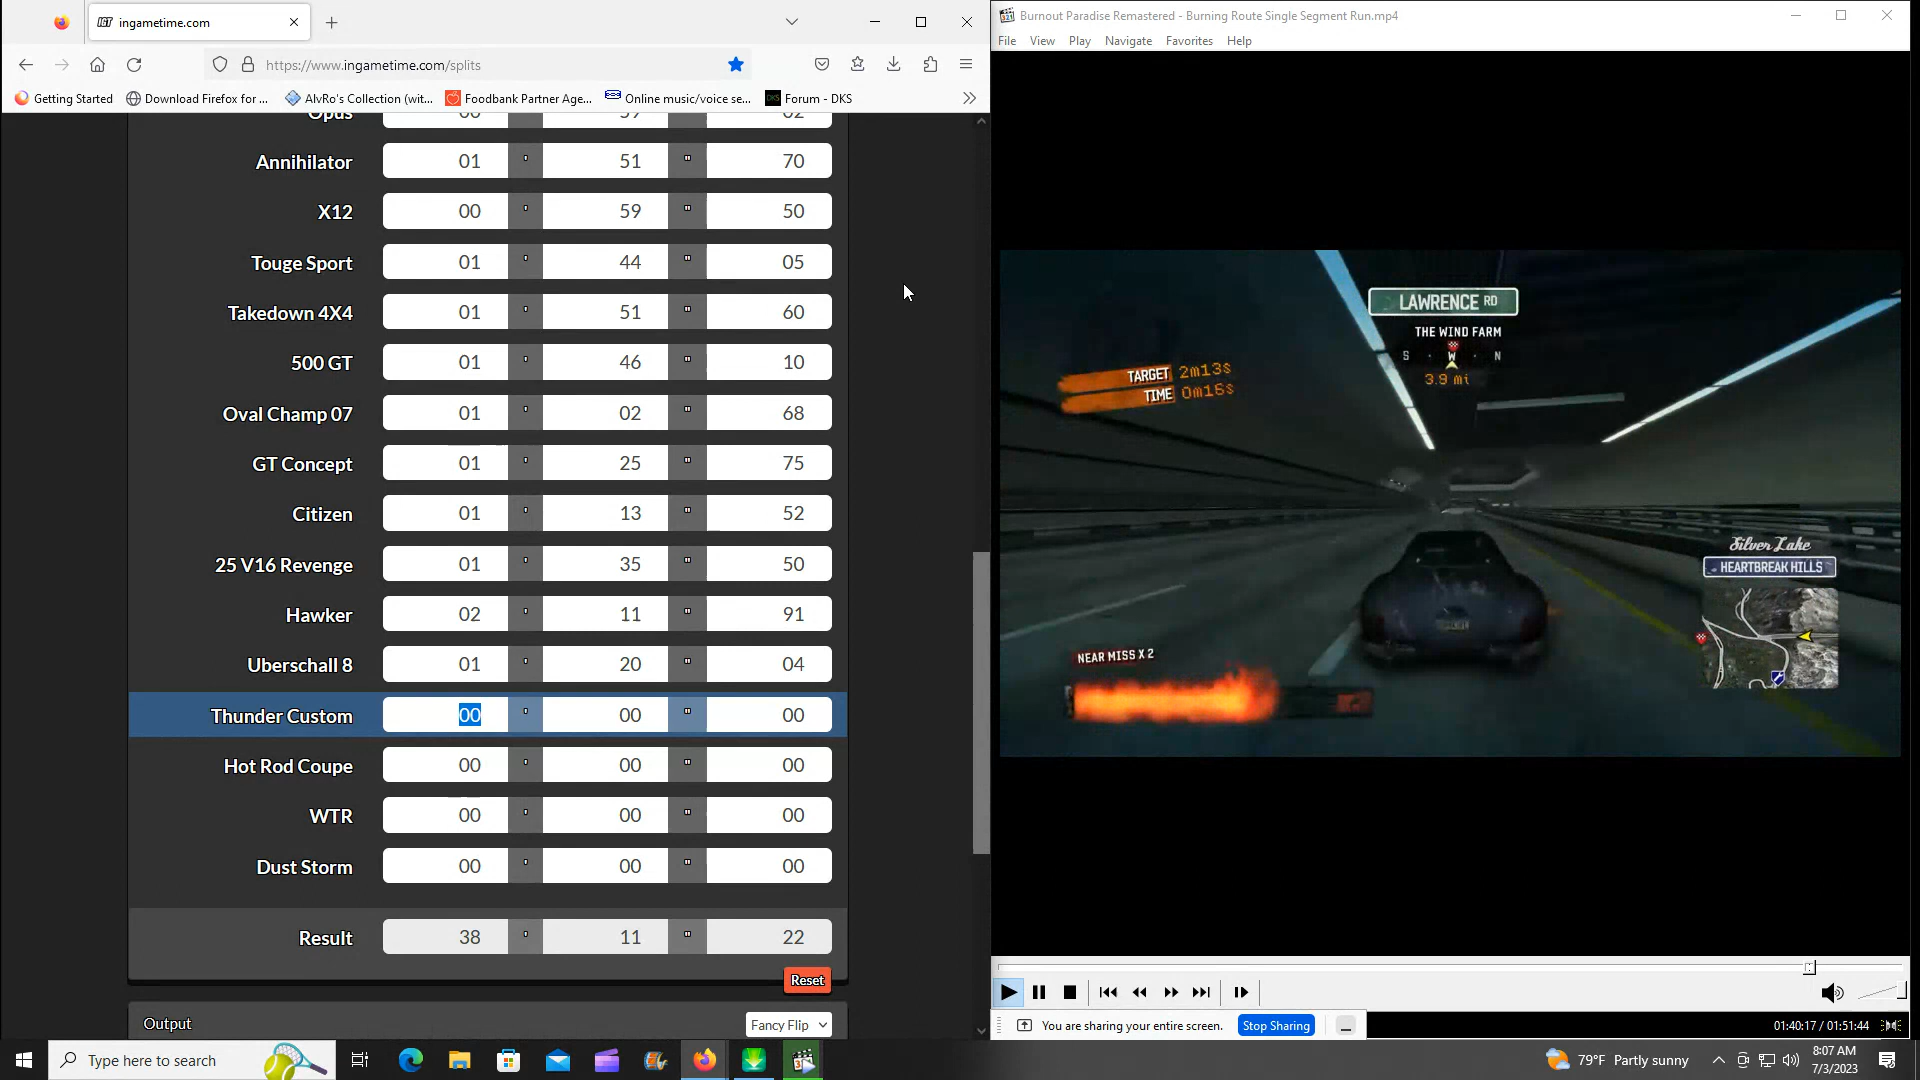 ingametime.com
https://www.ingametime.com/splits
Getting Started
Download Firefox for ...
AlvRo's Collection (wit...
Foodbank Partner Age...
Online music/voice se...
DKS
Forum - DKS
Opus 00 ' 59 " 02
Annihilator 01 ' 51 " 70
X12 00 ' 59 " 50
Touge Sport 01 ' 44 " 05
Takedown 4X4 01 ' 51 " 60
500 GT 01 ' 46 " 10
Oval Champ 07 01 ' 02 " 68
GT Concept 01 ' 25 " 75
Citizen 01 ' 13 " 52
25 V16 Revenge 01 ' 35 " 50
Hawker 02 ' 11 " 91
Uberschall 8 01 ' 20 " 04
Thunder Custom 00 ' 00 " 00
Hot Rod Coupe 00 ' 00 " 00
WTR 00 ' 00 " 00
Dust Storm 00 ' 00 " 00
Result 38 ' 11 " 22
Reset
Output
Fancy Flip
Burnout Paradise Remastered - Burning Route Single Segment Run.mp4
File View Play Navigate Favorites Help
LAWRENCE RD
THE WIND FARM
S · W · N
3.9 mi
TARGET 2m13s
TIME 0m16s
Silver Lake
HEARTBREAK HILLS
NEAR MISS X 2
You are sharing your entire screen.
Stop Sharing
01:40:17 / 01:51:44
Type here to search
79°F Partly sunny
8:07 AM
7/3/2023